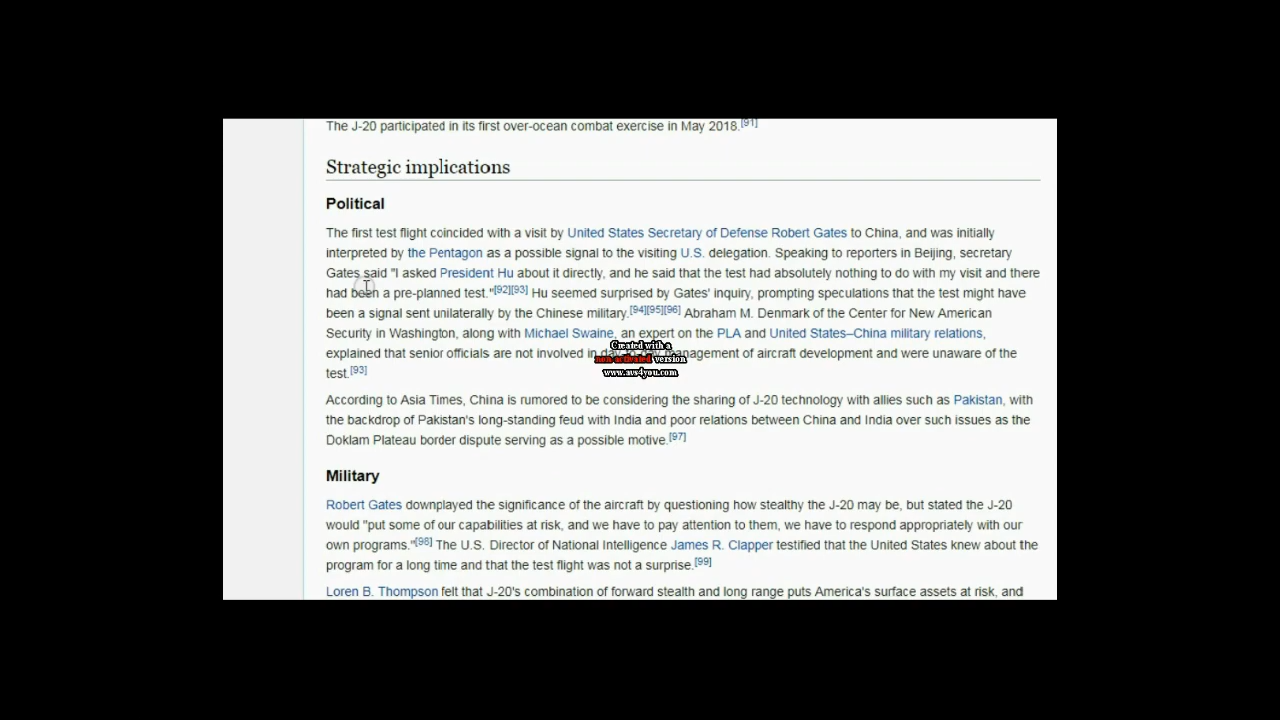 The J-20 participated in its first over-ocean combat exercise in May 2018.[91]
Strategic implications
Political
The first test flight coincided with a visit by United States Secretary of Defense Robert Gates to China, and was initially
interpreted by the Pentagon as a possible signal to the visiting U.S. delegation. Speaking to reporters in Beijing, secretary
Gates said "I asked President Hu about it directly, and he said that the test had absolutely nothing to do with my visit and there
had been a pre-planned test."[92][93] Hu seemed surprised by Gates' inquiry, prompting speculations that the test might have
been a signal sent unilaterally by the Chinese military.[94][95][96] Abraham M. Denmark of the Center for New American
Security in Washington, along with Michael Swaine, an expert on the PLA and United States–China military relations,
explained that senior officials are not involved in day-to-day management of aircraft development and were unaware of the
test.[93]
Created with a
non-activated version
www.avs4you.com
According to Asia Times, China is rumored to be considering the sharing of J-20 technology with allies such as Pakistan, with
the backdrop of Pakistan's long-standing feud with India and poor relations between China and India over such issues as the
Doklam Plateau border dispute serving as a possible motive.[97]
Military
Robert Gates downplayed the significance of the aircraft by questioning how stealthy the J-20 may be, but stated the J-20
would "put some of our capabilities at risk, and we have to pay attention to them, we have to respond appropriately with our
own programs."[98] The U.S. Director of National Intelligence James R. Clapper testified that the United States knew about the
program for a long time and that the test flight was not a surprise.[99]
Loren B. Thompson felt that J-20's combination of forward stealth and long range puts America's surface assets at risk, and